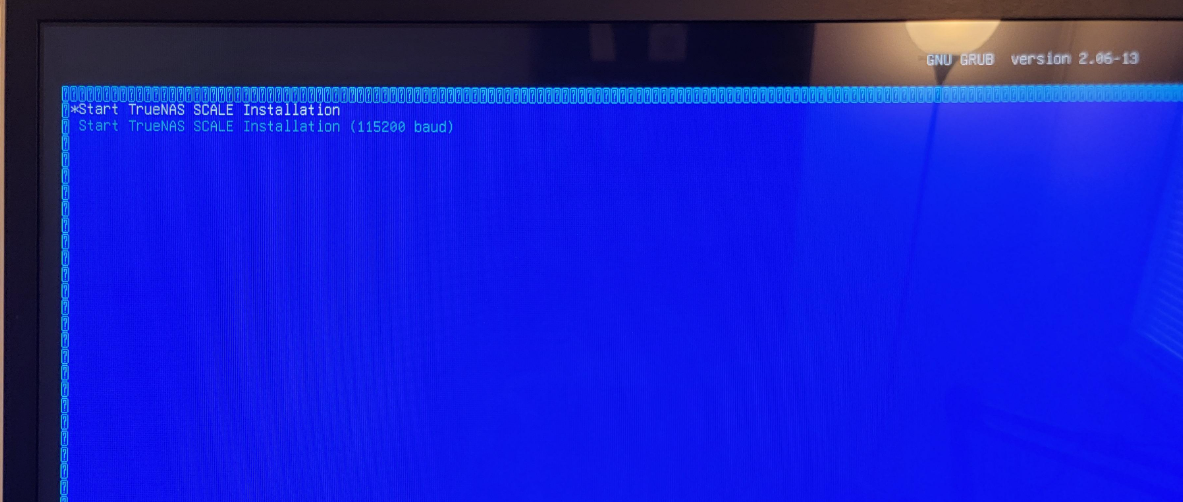 GNU GRUB version 2.06-13
*Start TrueNAS SCALE Installation
Start TrueNAS SCALE Installation (115200 baud)